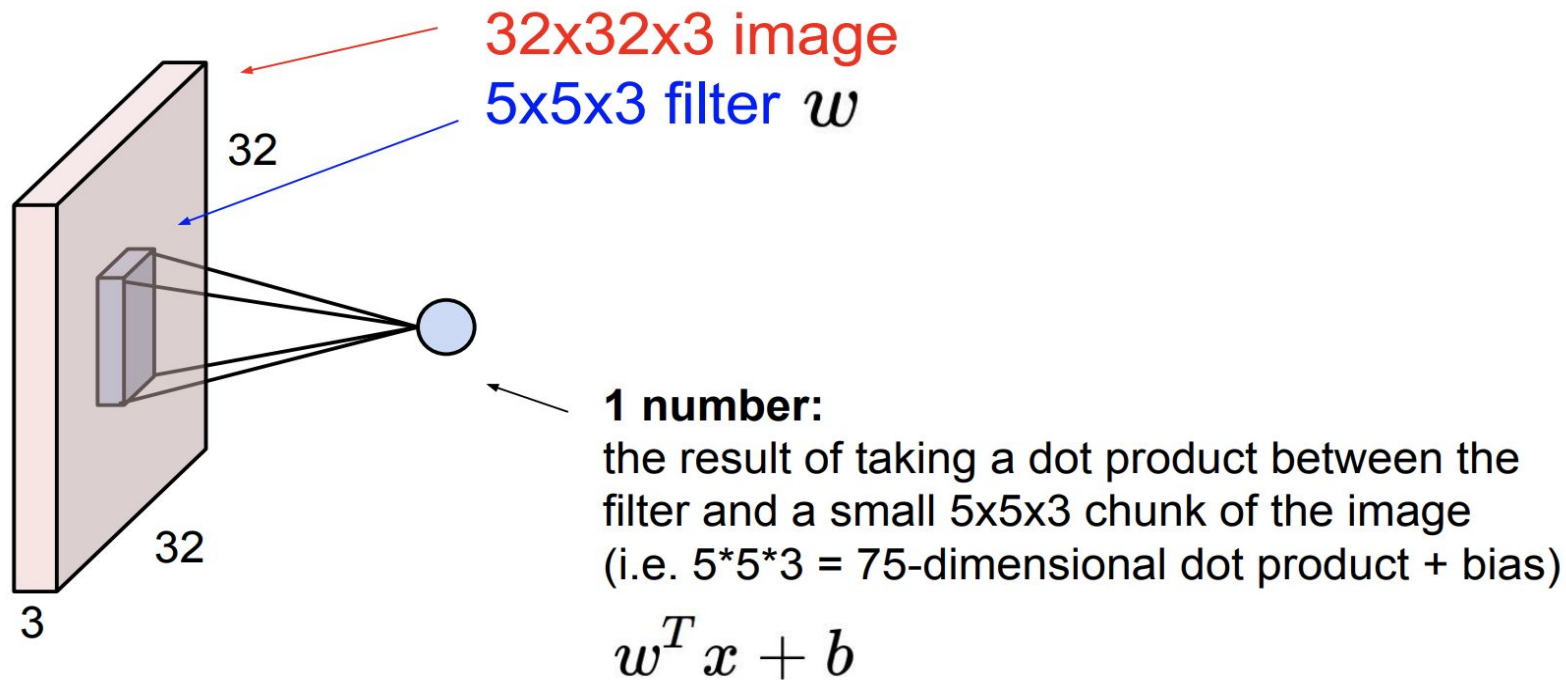 32x32x3 image
5x5x3 filter w
32
32
3
1 number:
the result of taking a dot product between the
filter and a small 5x5x3 chunk of the image
(i.e. 5*5*3 = 75-dimensional dot product + bias)
w^T x + b